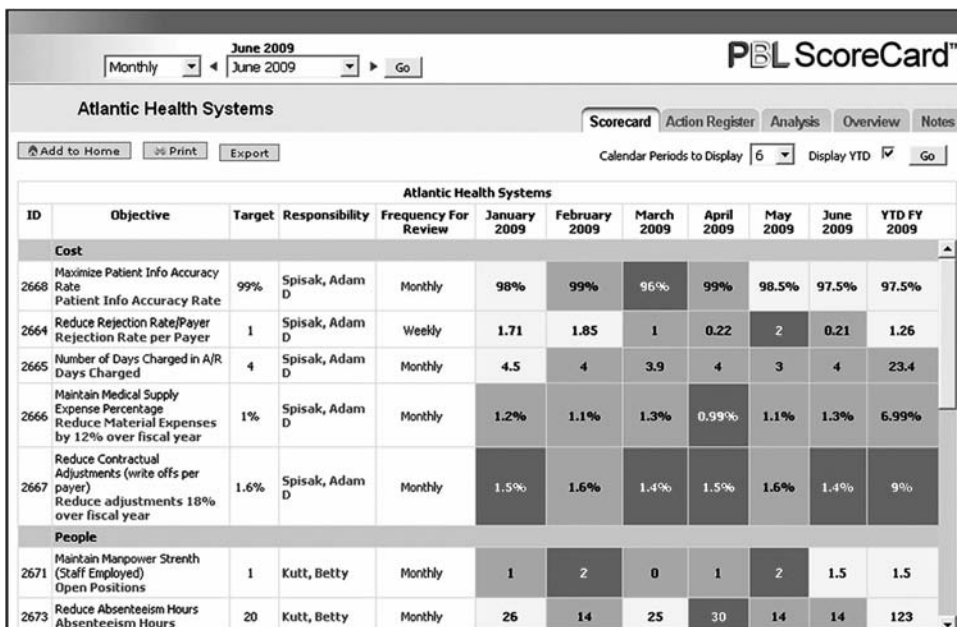 June 2009
Monthly June 2009 Go
PBL ScoreCard™
Atlantic Health Systems
Scorecard Action Register Analysis Overview Notes
Add to Home Print Export
Calendar Periods to Display 6 Display YTD Go
Atlantic Health Systems
ID Objective Target Responsibility Frequency For Review January 2009 February 2009 March 2009 April 2009 May 2009 June 2009 YTD FY 2009
Cost
2668 Maximize Patient Info Accuracy Rate Patient Info Accuracy Rate 99% Spisak, Adam D Monthly 98% 99% 96% 99% 98.5% 97.5% 97.5%
2664 Reduce Rejection Rate/Payer Rejection Rate per Payer 1 Spisak, Adam D Weekly 1.71 1.85 1 0.22 2 0.21 1.26
2665 Number of Days Charged in A/R Days Charged 4 Spisak, Adam D Monthly 4.5 4 3.9 4 3 4 23.4
2666 Maintain Medical Supply Expense Percentage Reduce Material Expenses by 12% over fiscal year 1% Spisak, Adam D Monthly 1.2% 1.1% 1.3% 0.99% 1.1% 1.3% 6.99%
2667 Reduce Contractual Adjustments (write offs per payer) Reduce adjustments 18% over fiscal year 1.6% Spisak, Adam D Monthly 1.5% 1.6% 1.4% 1.5% 1.6% 1.4% 9%
People
2671 Maintain Manpower Strenth (Staff Employed) Open Positions 1 Kutt, Betty Monthly 1 2 0 1 2 1.5 1.5
2673 Reduce Absenteeism Hours Absenteeism Hours 20 Kutt, Betty Monthly 26 14 25 30 14 14 123